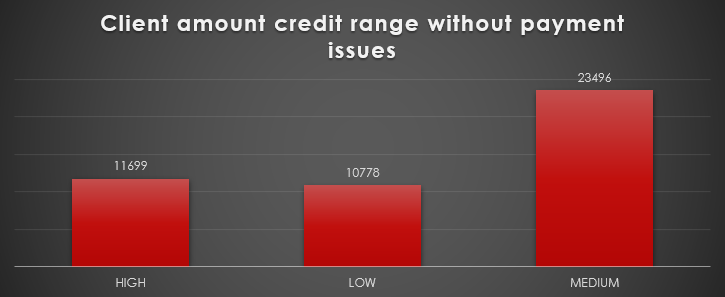 Client amount credit range without payment
issues
23496
11699
10778
HIGH LOW MEDIUM